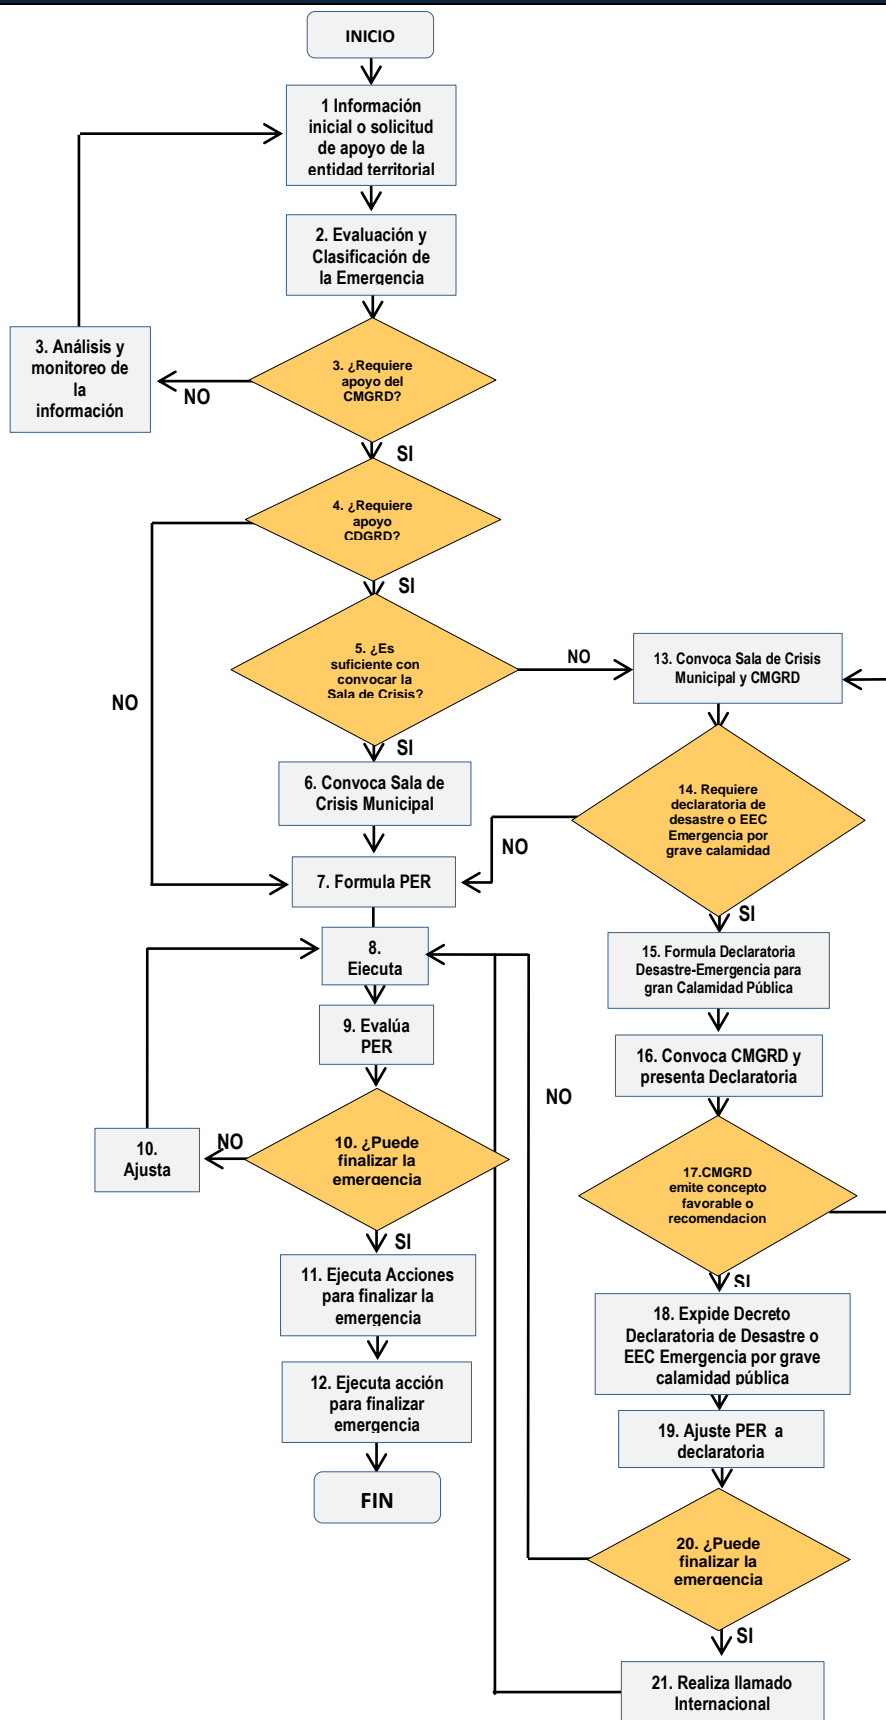 INICIO
1 Información
inicial o solicitud
de apoyo de la
entidad territorial
2. Evaluación y
Clasificación de
la Emergencia
3. Análisis y
monitoreo de
la
información
NO
3. ¿Requiere
apoyo del
CMGRD?
SI
4. ¿Requiere
apoyo
CDGRD?
SI
NO
5. ¿Es
suficiente con
convocar la
Sala de Crisis?
NO
SI
6. Convoca Sala de
Crisis Municipal
7. Formula PER
8.
Ejecuta
9. Evalúa
PER
10. ¿Puede
finalizar la
emergencia
NO
10.
Ajusta
SI
11. Ejecuta Acciones
para finalizar la
emergencia
12. Ejecuta acción
para finalizar
emergencia
FIN
13. Convoca Sala de Crisis
Municipal y CMGRD
14. Requiere
declaratoria de
desastre o EEC
Emergencia por
grave calamidad
NO
SI
15. Formula Declaratoria
Desastre-Emergencia para
gran Calamidad Pública
16. Convoca CMGRD y
presenta Declaratoria
17.CMGRD
emite concepto
favorable o
recomendacion
SI
18. Expide Decreto
Declaratoria de Desastre o
EEC Emergencia por grave
calamidad pública
19. Ajuste PER a
declaratoria
20. ¿Puede
finalizar la
emergencia
NO
SI
21. Realiza llamado
Internacional